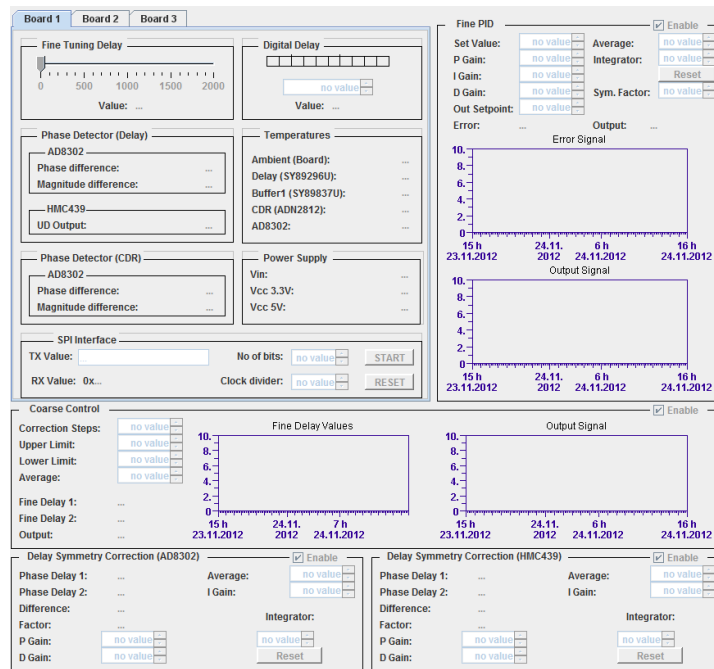 Board 1 Board 2 Board 3
Fine Tuning Delay
0 500 1000 1500 2000
Value: ...
Digital Delay
no value
Value: ...
Phase Detector (Delay)
AD8302
Phase difference: ...
Magnitude difference: ...
HMC439
UD Output: ...
Temperatures
Ambient (Board): ...
Delay (SY89296U): ...
Buffer1 (SY89837U): ...
CDR (ADN2812): ...
AD8302: ...
Phase Detector (CDR)
AD8302
Phase difference: ...
Magnitude difference: ...
Power Supply
Vin: ...
Vcc 3.3V: ...
Vcc 5V: ...
SPI Interface
TX Value: ... No of bits: no value START
RX Value: 0x... Clock divider: no value RESET
Fine PID Enable
Set Value: no value Average: no value
P Gain: no value Integrator: no value
I Gain: no value Reset
D Gain: no value Sym. Factor: no value
Out Setpoint: no value
Error: ... Output: ...
Error Signal
10.
8.
6.
4.
2.
0
15 h 24.11. 6 h 16 h
23.11.2012 2012 24.11.2012 24.11.2012
Output Signal
10.
8.
6.
4.
2.
0
15 h 24.11. 6 h 16 h
23.11.2012 2012 24.11.2012 24.11.2012
Coarse Control Enable
Correction Steps: no value
Upper Limit: no value
Lower Limit: no value
Average: no value
Fine Delay 1: ...
Fine Delay 2: ...
Output: ...
Fine Delay Values
10.
8.
6.
4.
2.
0
15 h 24.11. 7 h
23.11.2012 2012 24.11.2012
Output Signal
10.
8.
6.
4.
2.
0
15 h 24.11. 6 h 16 h
23.11.2012 2012 24.11.2012 24.11.2012
Delay Symmetry Correction (AD8302) Enable
Phase Delay 1: ... Average: no value
Phase Delay 2: ... I Gain: no value
Difference: ...
Factor: ... Integrator:
P Gain: no value no value
D Gain: no value Reset
Delay Symmetry Correction (HMC439) Enable
Phase Delay 1: ... Average: no value
Phase Delay 2: ... I Gain: no value
Difference: ...
Factor: ... Integrator:
P Gain: no value no value
D Gain: no value Reset